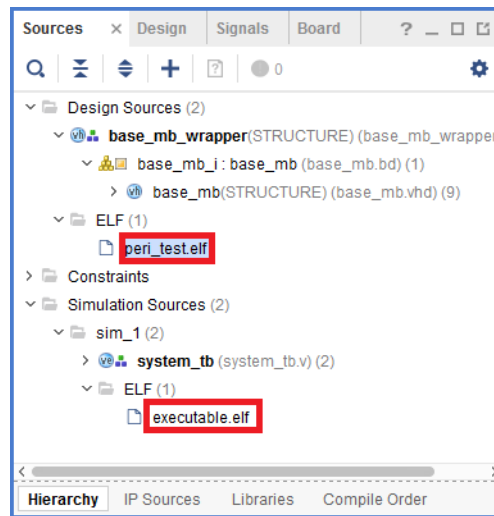 Sources × Design Signals Board ? _
0
Design Sources (2)
base_mb_wrapper(STRUCTURE) (base_mb_wrapper
base_mb_i : base_mb (base_mb.bd) (1)
base_mb(STRUCTURE) (base_mb.vhd) (9)
ELF (1)
peri_test.elf
Constraints
Simulation Sources (2)
sim_1 (2)
system_tb (system_tb.v) (2)
ELF (1)
executable.elf
Hierarchy IP Sources Libraries Compile Order